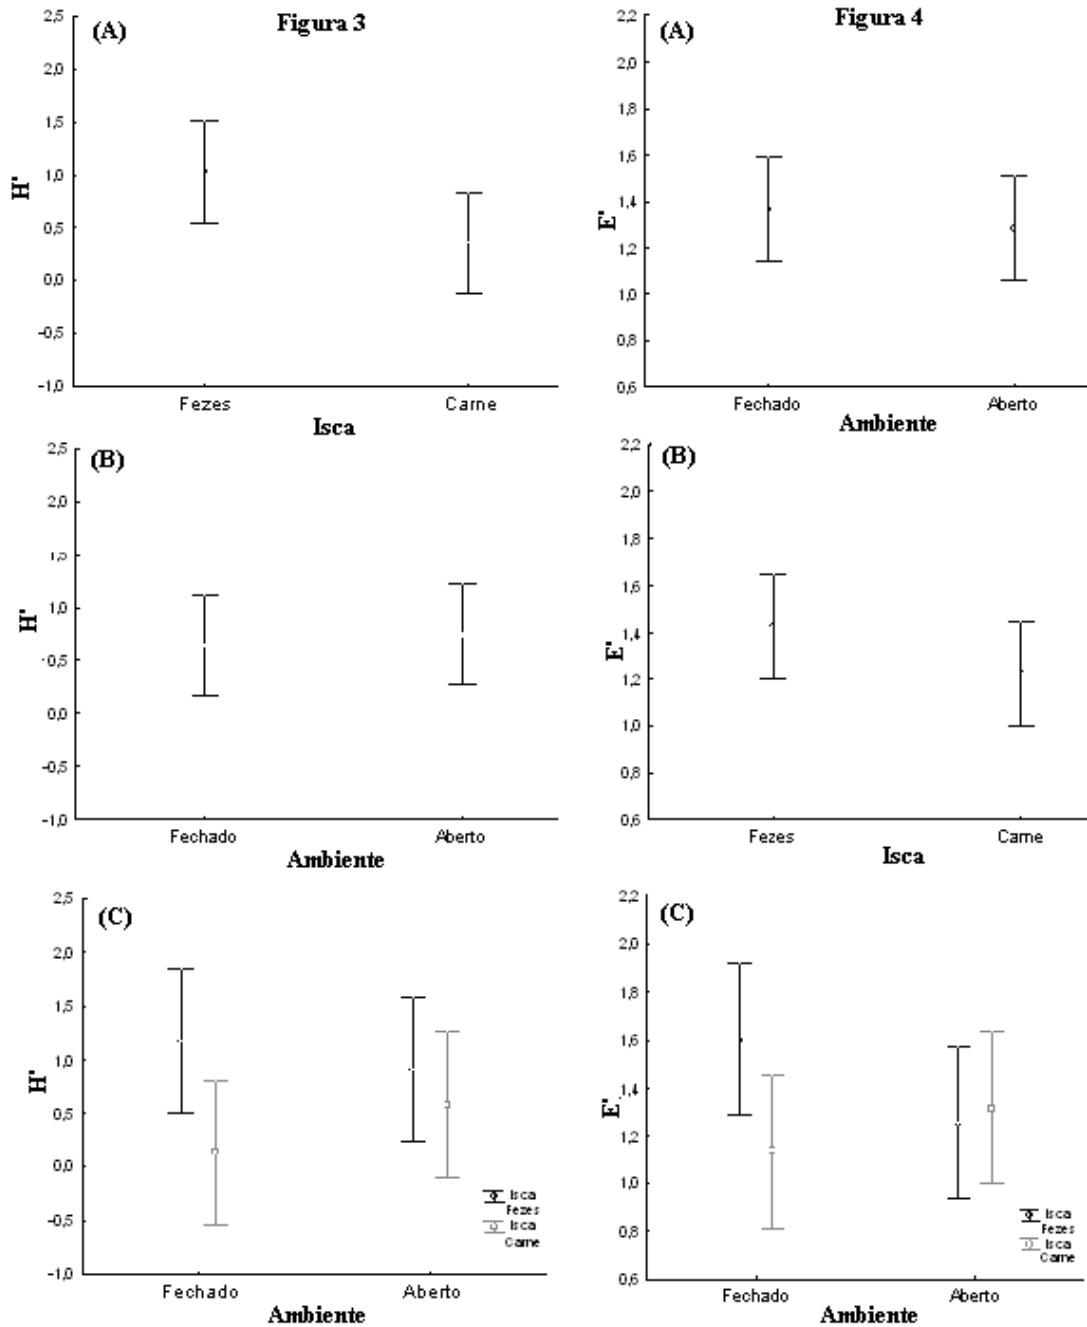 Figura 3
(A)
2,5
2,0
1,5
1,0
0,5
0,0
-0,5
-1,0
H'
Fezes Carne
Isca
(B)
2,5
2,0
1,5
1,0
0,5
0,0
-0,5
-1,0
H'
Fechado Aberto
Ambiente
(C)
2,5
2,0
1,5
1,0
0,5
0,0
-0,5
-1,0
H'
Isca
Fezes
Isca
Carne
Fechado Aberto
Ambiente
Figura 4
(A)
2,2
2,0
1,8
1,6
1,4
1,2
1,0
0,8
0,6
E'
Fechado Aberto
Ambiente
(B)
2,2
2,0
1,8
1,6
1,4
1,2
1,0
0,8
0,6
E'
Fezes Carne
Isca
(C)
2,2
2,0
1,8
1,6
1,4
1,2
1,0
0,8
0,6
E'
Isca
Fezes
Isca
Carne
Fechado Aberto
Ambiente